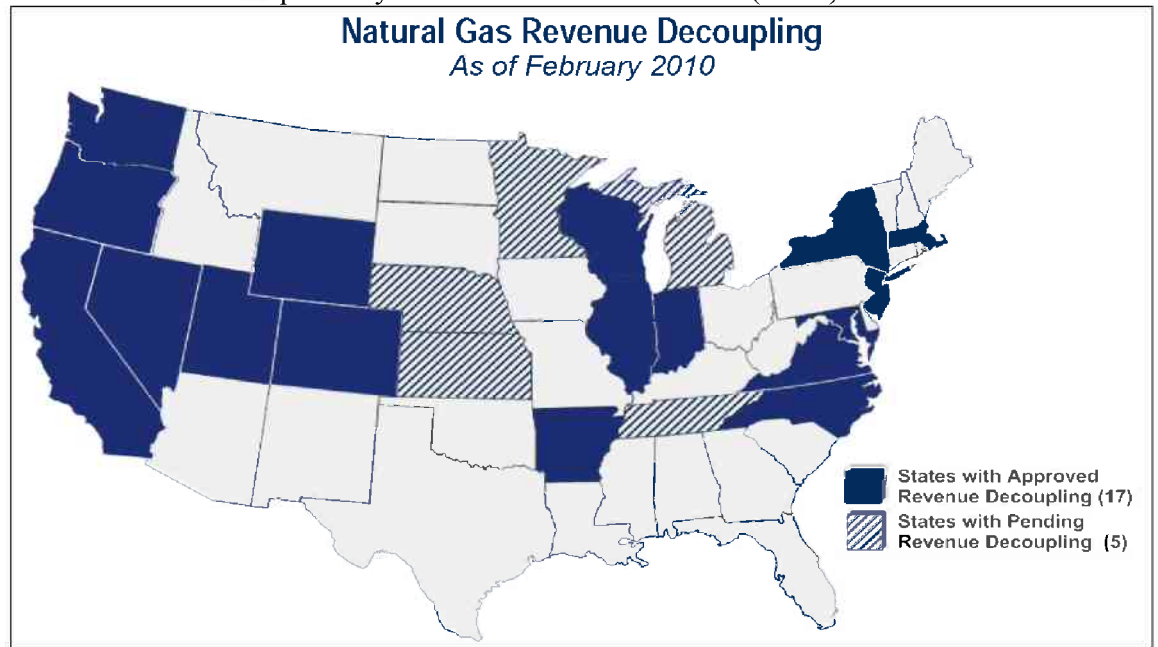 Natural Gas Revenue Decoupling
As of February 2010
States with Approved
Revenue Decoupling (17)
States with Pending
Revenue Decoupling (5)